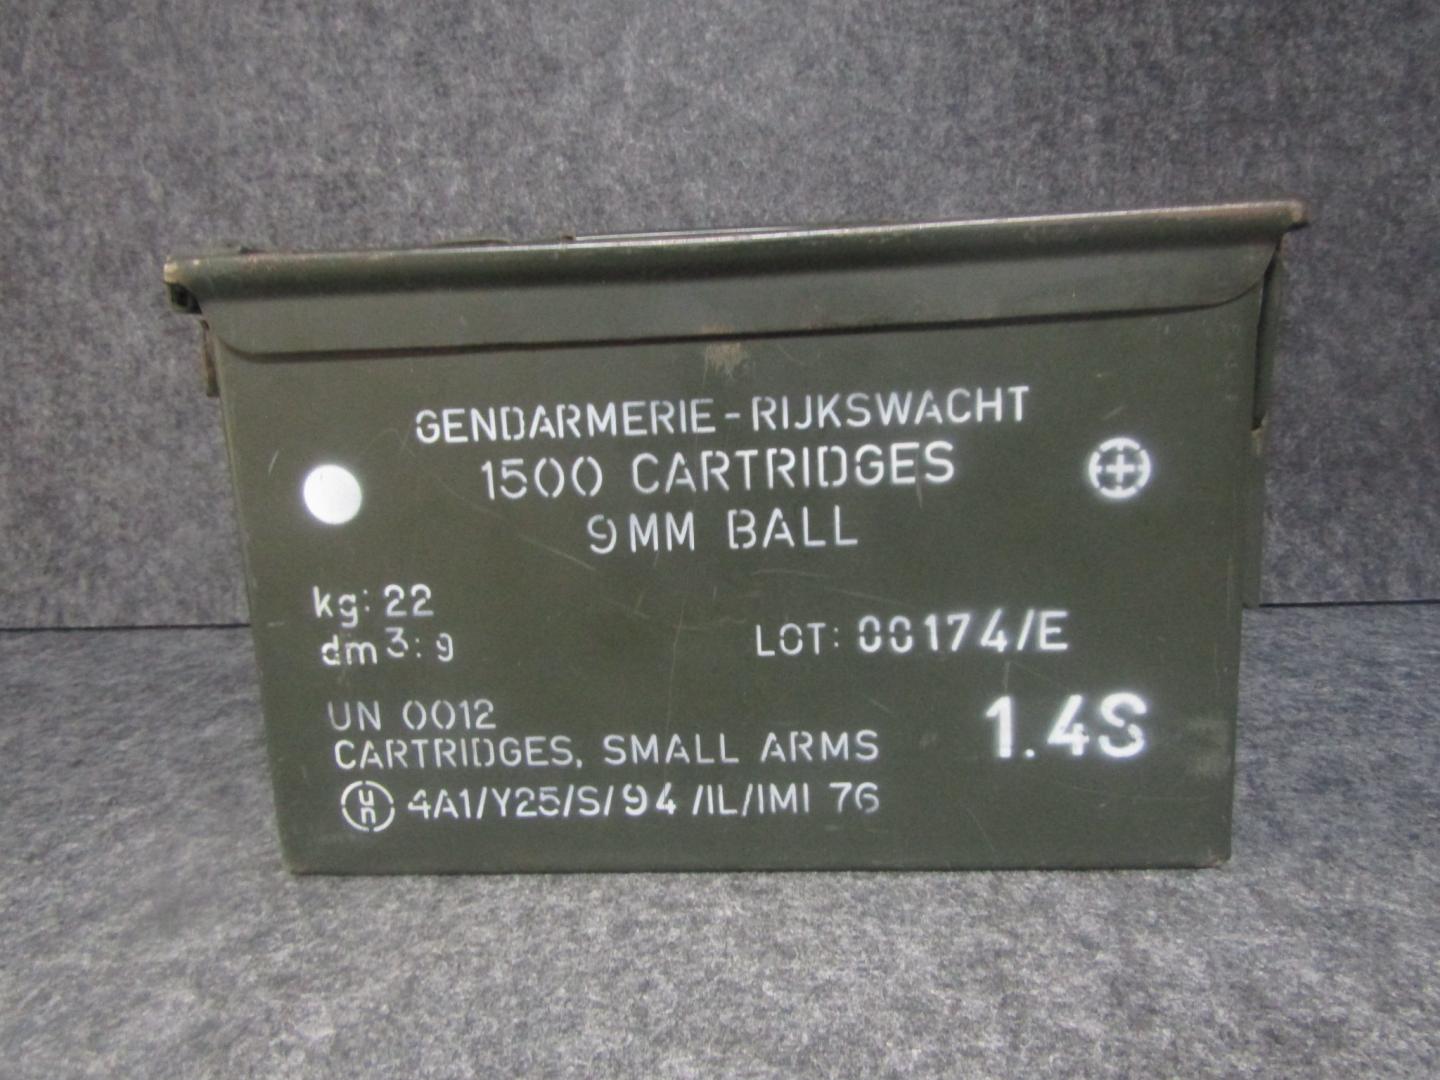 GENDARMERIE - RIJKSWACHT
1500 CARTRIDGES
9MM BALL
kg: 22
dm3: 9
LOT: 00174/E
UN 0012
CARTRIDGES, SMALL ARMS
1.4S
un 4A1/Y25/S/94 /IL/IMI 76